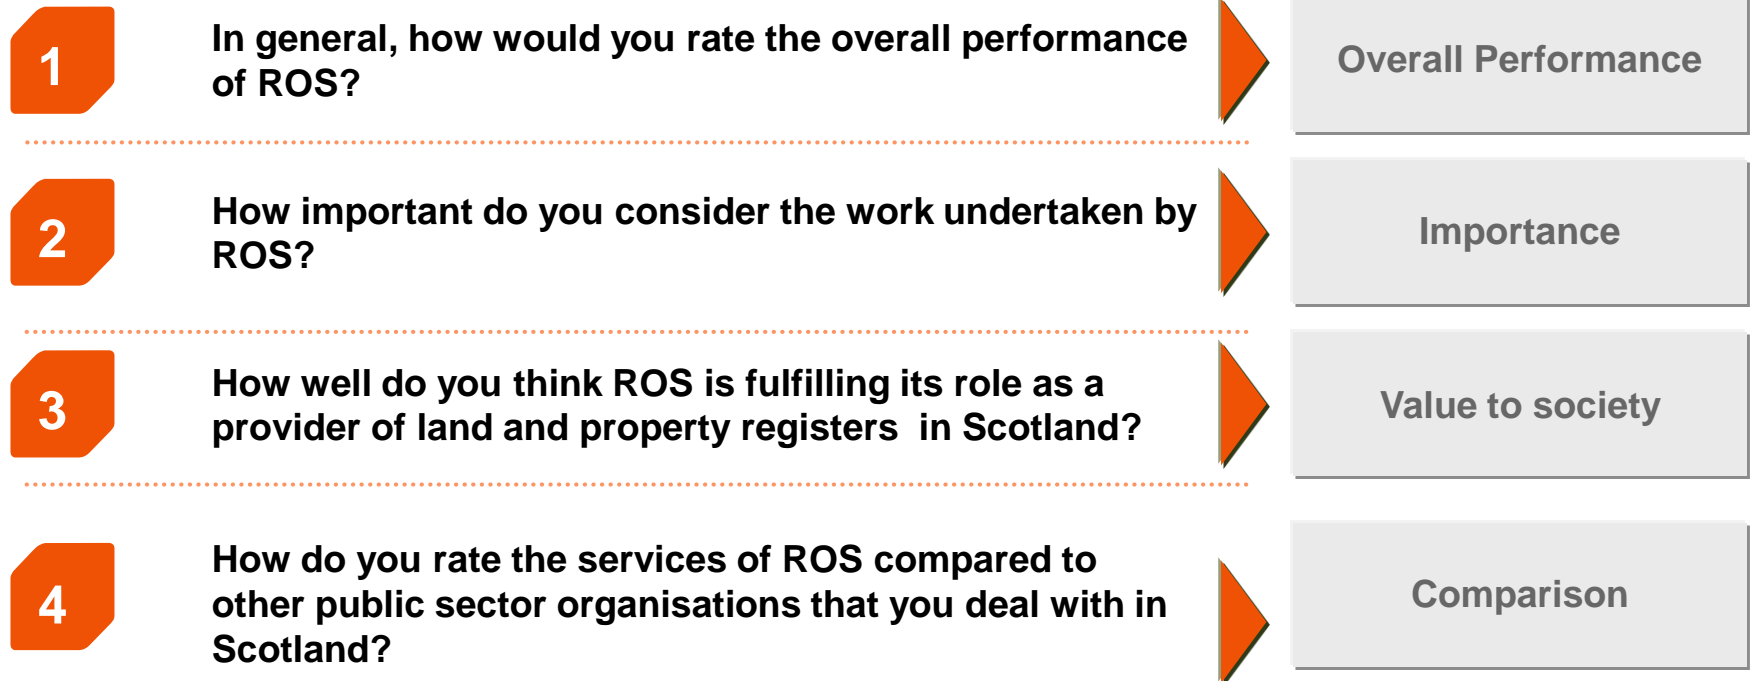 1
In general, how would you rate the overall performance
of ROS?
Overall Performance
2
How important do you consider the work undertaken by
ROS?
Importance
3
How well do you think ROS is fulfilling its role as a
provider of land and property registers  in Scotland?
Value to society
4
How do you rate the services of ROS compared to
other public sector organisations that you deal with in
Scotland?
Comparison